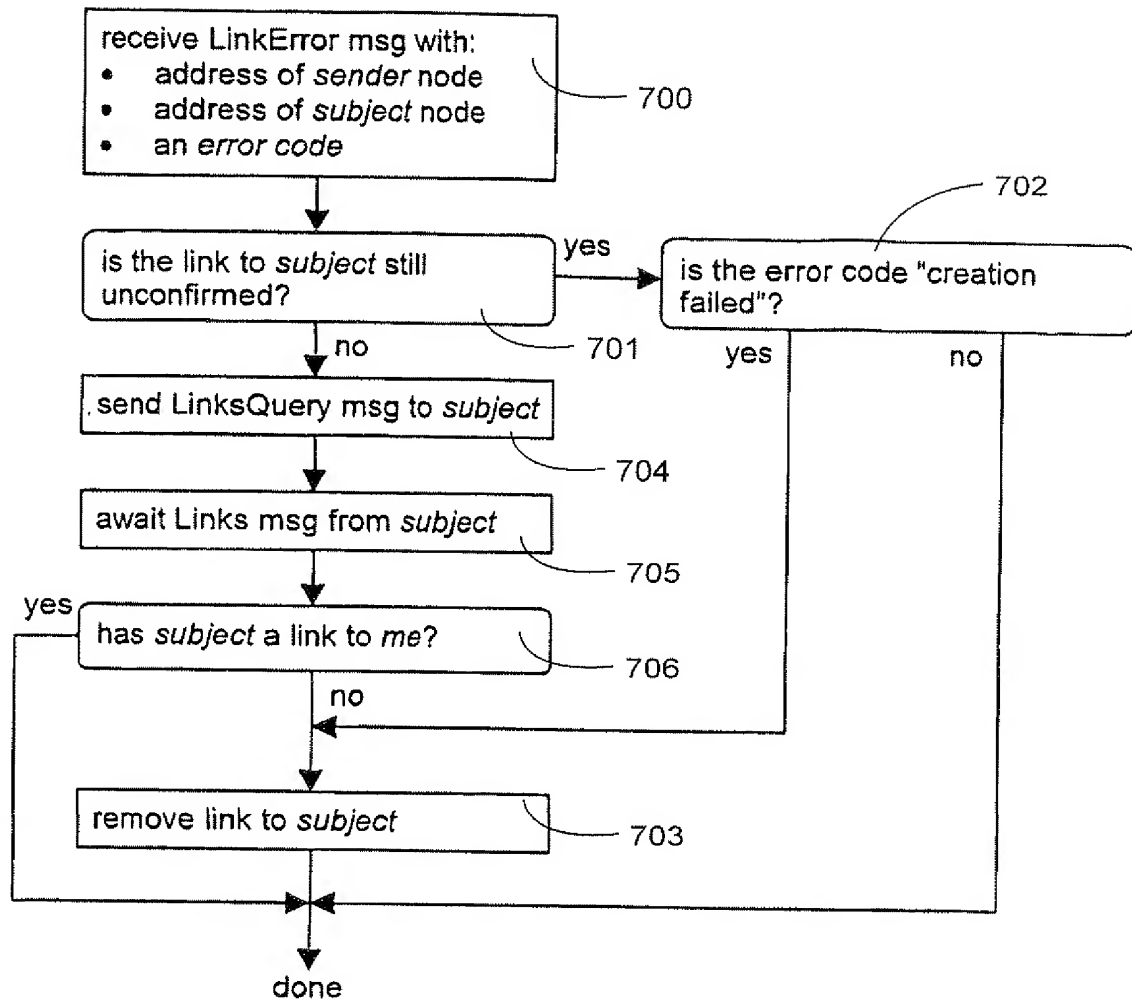 receive LinkError msg with:
• address of sender node
• address of subject node
• an error code
700
702
is the link to subject still
unconfirmed?
yes
is the error code "creation
failed"?
701
no
yes
no
.send LinksQuery msg to subject
704
await Links msg from subject
705
yes
has subject a link to me?
706
no
remove link to subject
703
done